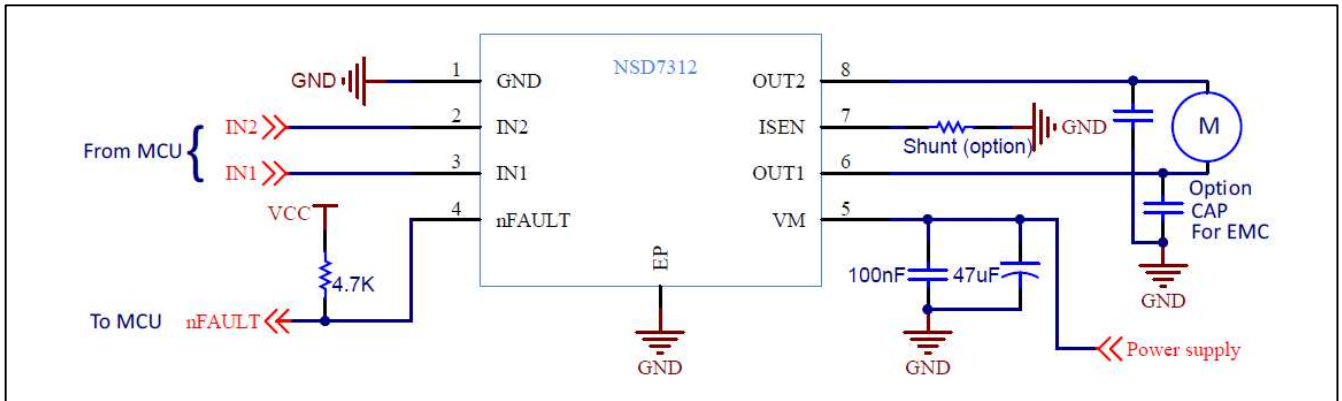 NSD7312
GND
1
GND
OUT2
8
IN2
2
IN2
ISEN
7
GND
From MCU {
Shunt (option)
M
IN1
3
IN1
OUT1
6
VCC
4
nFAULT
VM
5
Option
CAP
For EMC
EP
4.7K
100nF
47uF
To MCU
nFAULT
GND
GND
GND
Power supply